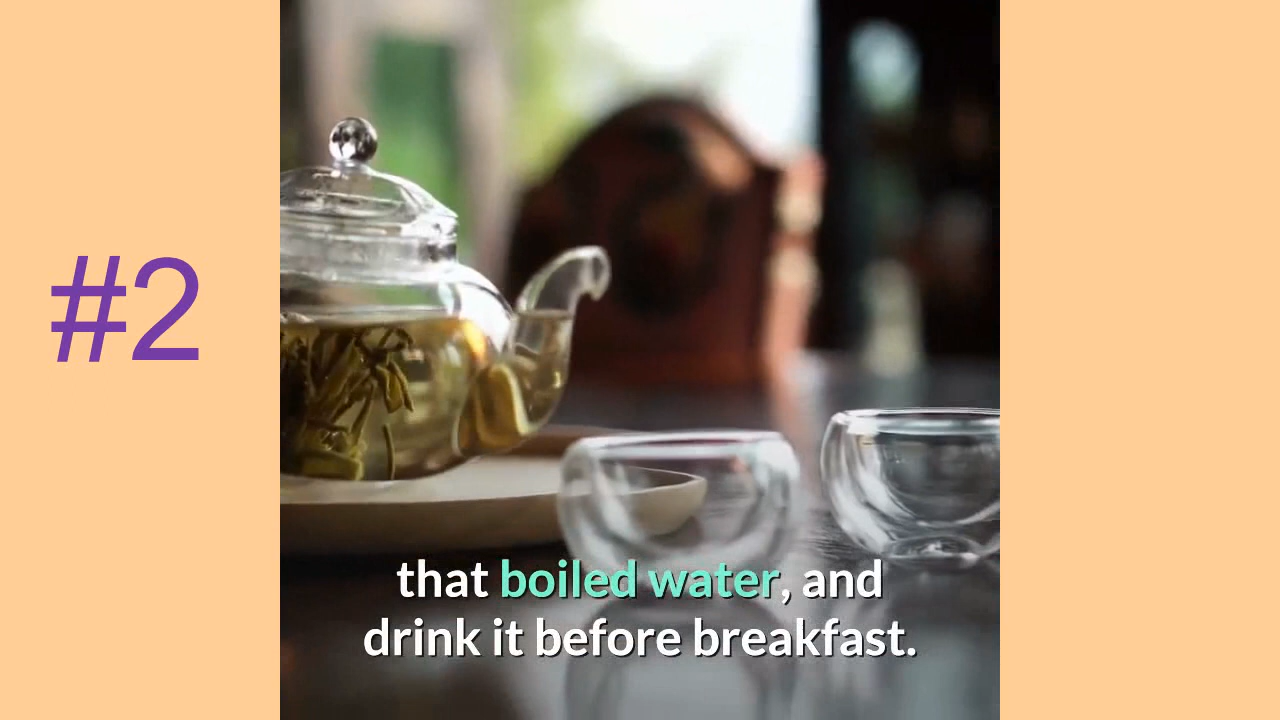 #2
that boiled water, and
drink it before breakfast.